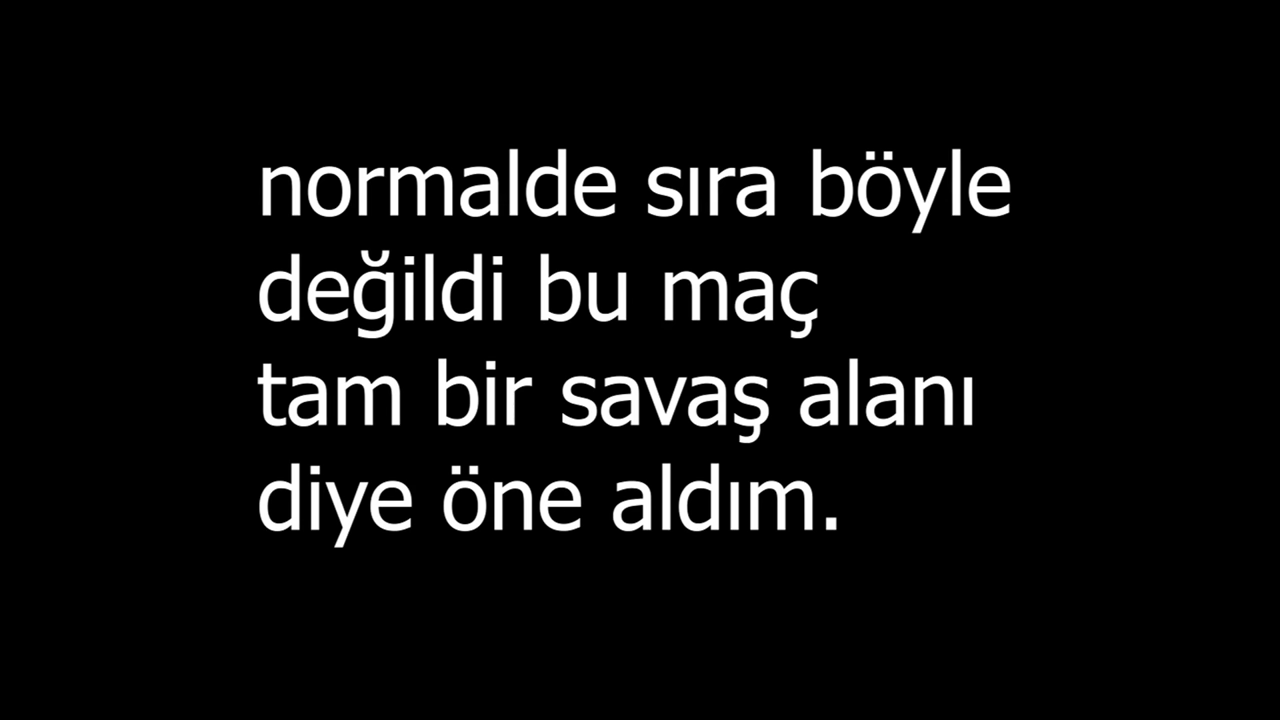 normalde sıra böyle
değildi bu maç
tam bir savaş alanı
diye öne aldım.